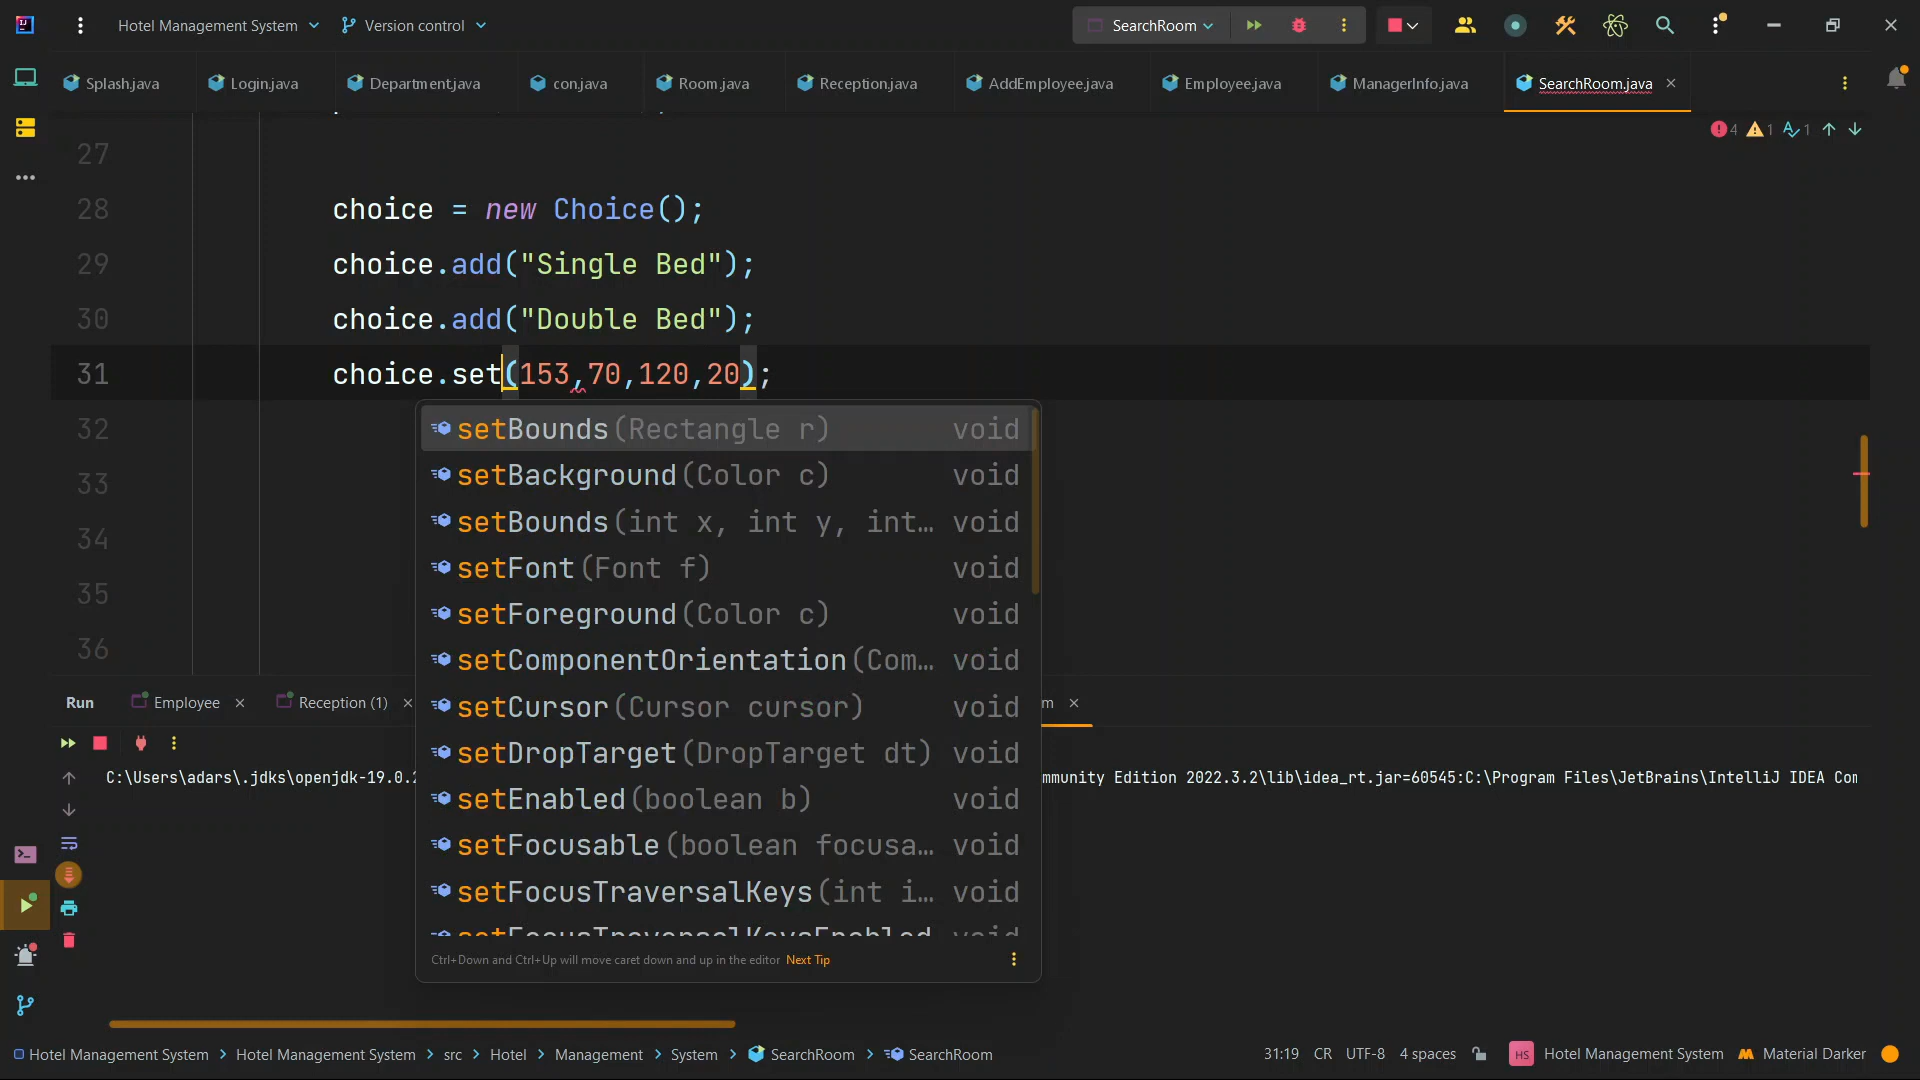 Hotel Management System
Version control
SearchRoom
Splash.java
Login.java
Department.java
con.java
Room.java
Reception.java
AddEmployee.java
Employee.java
ManagerInfo.java
SearchRoom.java
4 1 1
27
28 choice = new Choice();
29 choice.add("Single Bed");
30 choice.add("Double Bed");
31 choice.set(153,70,120,20);
32
33
34
35
36
setBounds(Rectangle r) void
setBackground(Color c) void
setBounds(int x, int y, int… void
setFont(Font f) void
setForeground(Color c) void
setComponentOrientation(Com… void
setCursor(Cursor cursor) void
setDropTarget(DropTarget dt) void
setEnabled(boolean b) void
setFocusable(boolean focusa… void
setFocusTraversalKeys(int i… void
setFocusTraversalKeysEnabled void
Ctrl+Down and Ctrl+Up will move caret down and up in the editor Next Tip
Run
Employee
Reception (1)
m
C:\Users\adars\.jdks\openjdk-19.0.2
mmunity Edition 2022.3.2\lib\idea_rt.jar=60545:C:\Program Files\JetBrains\IntelliJ IDEA Com
Hotel Management System > Hotel Management System > src > Hotel > Management > System > SearchRoom > SearchRoom
31:19 CR UTF-8 4 spaces HS Hotel Management System Material Darker